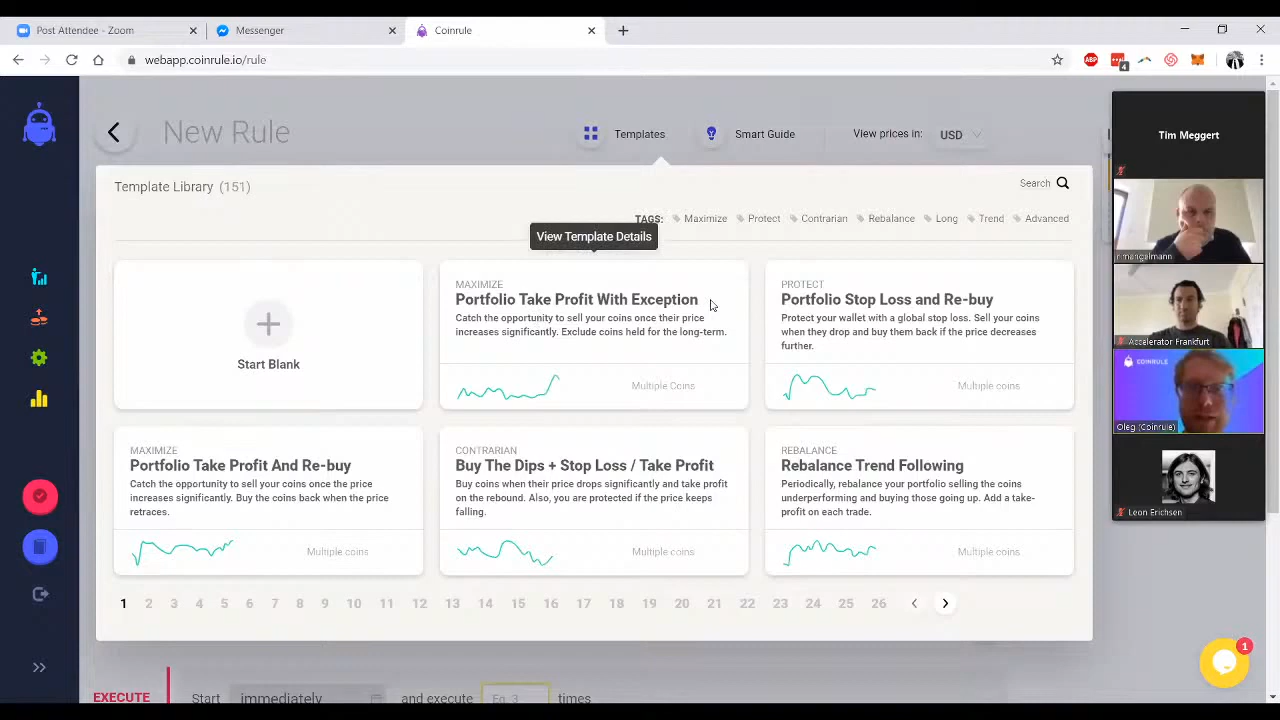 Post Attendee - Zoom
Messenger
Coinrule
webapp.coinrule.io/rule
ABP
4
New Rule
Templates
Smart Guide
View prices in:
USD
Template Library (151)
Search
TAGS:
Maximize
Protect
Contrarian
Rebalance
Long
Trend
Advanced
View Template Details
Start Blank
MAXIMIZE
Portfolio Take Profit With Exception
Catch the opportunity to sell your coins once their price
increases significantly. Exclude coins held for the long-term.
Multiple Coins
PROTECT
Portfolio Stop Loss and Re-buy
Protect your wallet with a global stop loss. Sell your coins
when they drop and buy them back if the price decreases
further.
Multiple coins
MAXIMIZE
Portfolio Take Profit And Re-buy
Catch the opportunity to sell your coins once the price
increases significantly. Buy the coins back when the price
retraces.
Multiple coins
CONTRARIAN
Buy The Dips + Stop Loss / Take Profit
Buy coins when their price drops significantly and take profit
on the rebound. Also, you are protected if the price keeps
falling.
Multiple coins
REBALANCE
Rebalance Trend Following
Periodically, rebalance your portfolio selling the coins
underperforming and buying those going up. Add a take-
profit on each trade.
Multiple coins
1 2 3 4 5 6 7 8 9 10 11 12 13 14 15 16 17 18 19 20 21 22 23 24 25 26
EXECUTE
Start immediately and execute Eg. 3 times
Tim Meggert
r mangelmann
Accelerator Frankfurt
COINRULE
Oleg (Coinrule)
Leon Erichsen
1